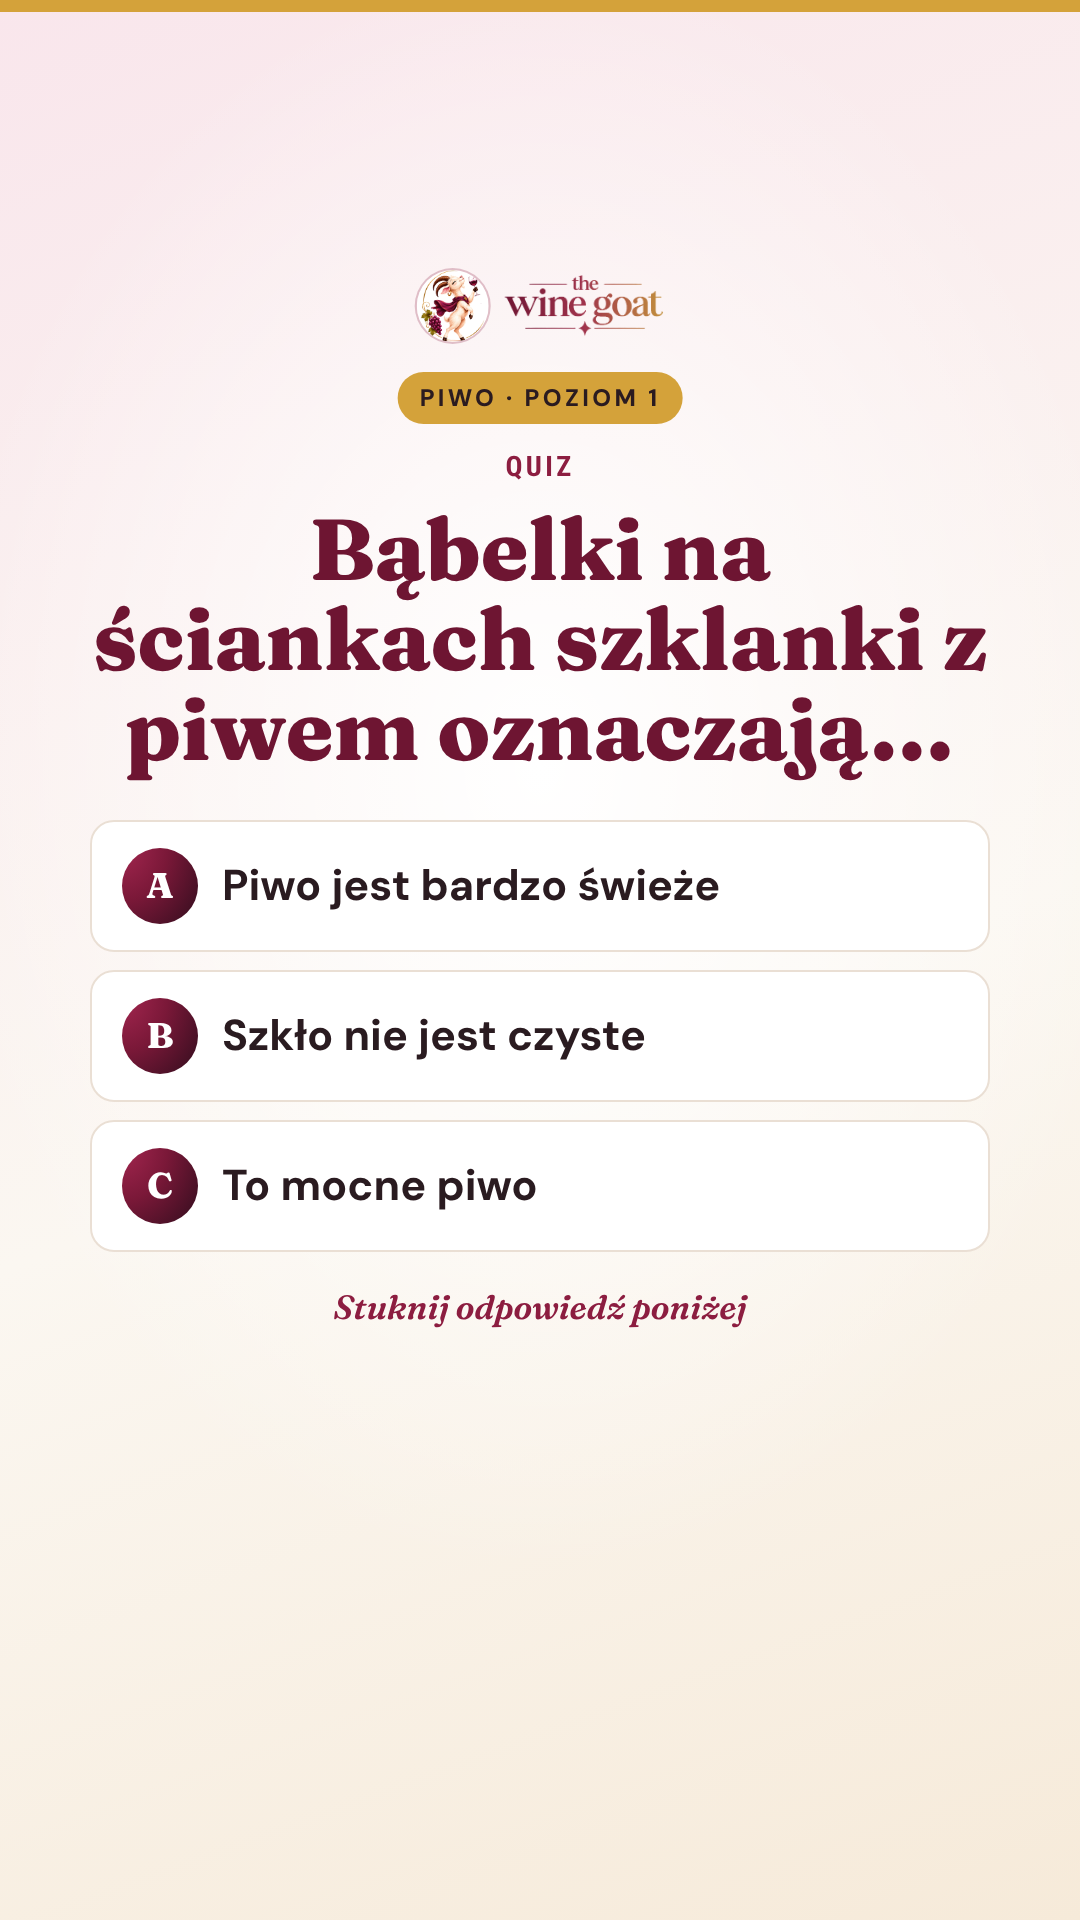 the
wine goat
PIWO · POZIOM 1
QUIZ
Bąbelki na
ściankach szklanki z
piwem oznaczają...
A Piwo jest bardzo świeże
B Szkło nie jest czyste
C To mocne piwo
Stuknij odpowiedź poniżej